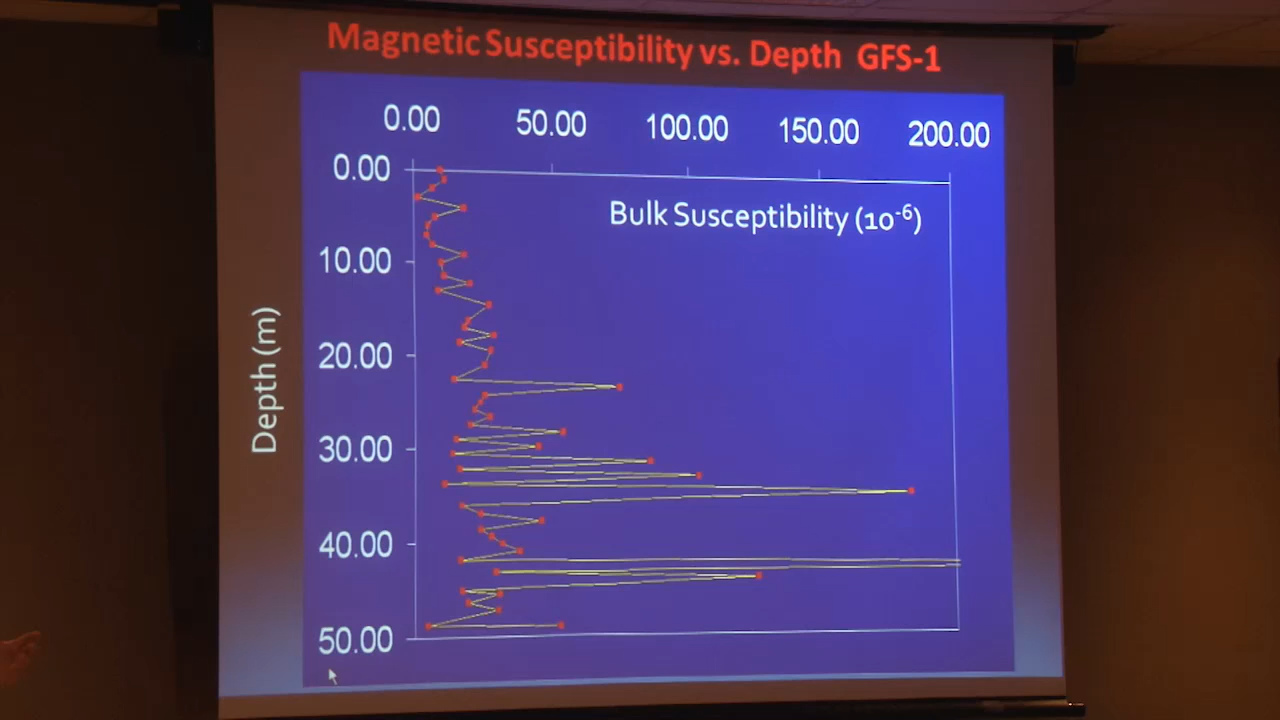 Magnetic Susceptibility vs. Depth GFS-1
0.00 50.00 100.00 150.00 200.00
0.00
Bulk Susceptibility (10⁻⁶)
10.00
20.00
Depth (m)
30.00
40.00
50.00